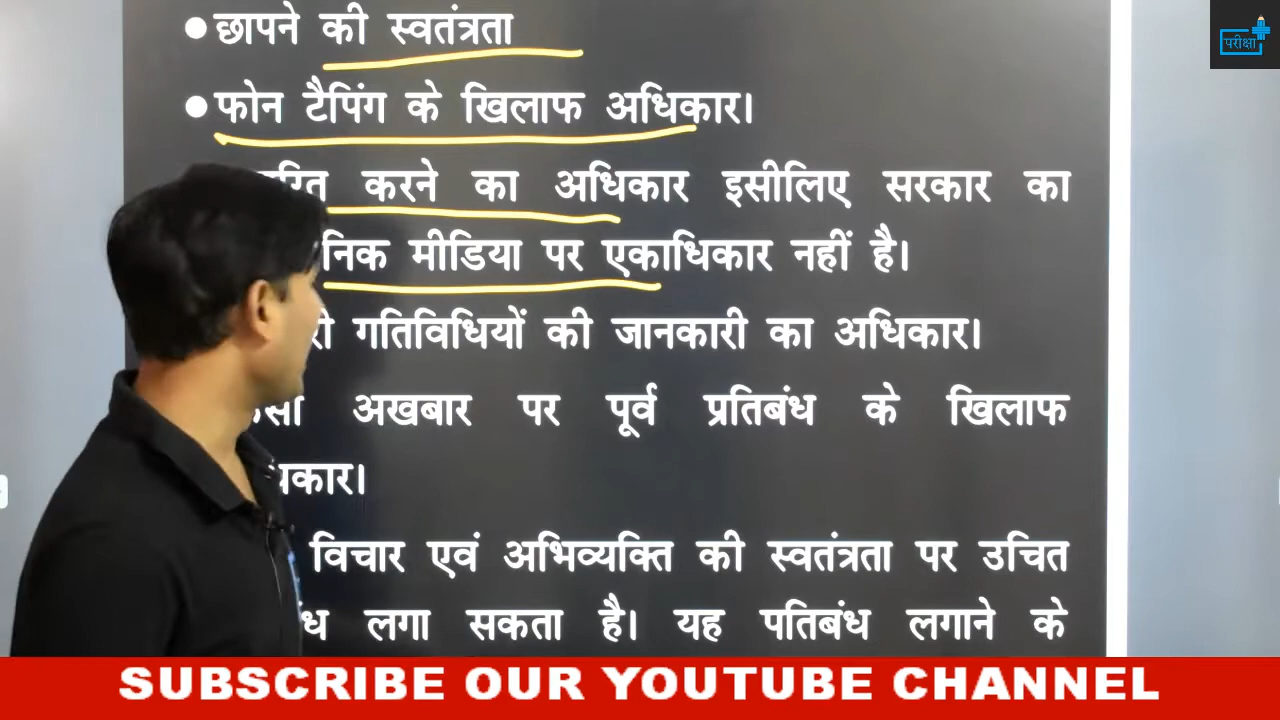 परीक्षा
● छापने की स्वतंत्रता
● फोन टैपिंग के खिलाफ अधिकार।
करने का अधिकार इसीलिए सरकार का
मीडिया पर एकाधिकार नहीं है।
गतिविधियों की जानकारी का अधिकार।
अखबार पर पूर्व प्रतिबंध के खिलाफ
विचार एवं अभिव्यक्ति की स्वतंत्रता पर उचित
लगा सकता है। यह पतिबंध लगाने के
SUBSCRIBE OUR YOUTUBE CHANNEL